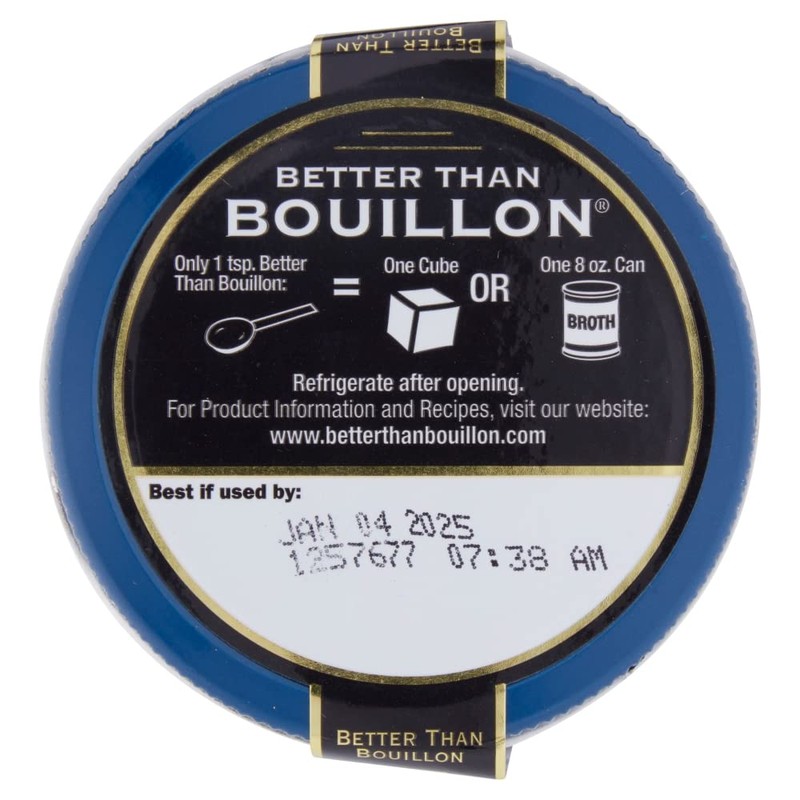 BETTER THAN
BOUILLON
BETTER THAN
BOUILLON®
Only 1 tsp. Better
Than Bouillon:
=
One Cube
OR
One 8 oz. Can
BROTH
Refrigerate after opening.
For Product Information and Recipes, visit our website:
www.betterthanbouillon.com
Best if used by:
JAN 04 2025
1257677 07:38 AM
BETTER THAN
BOUILLON